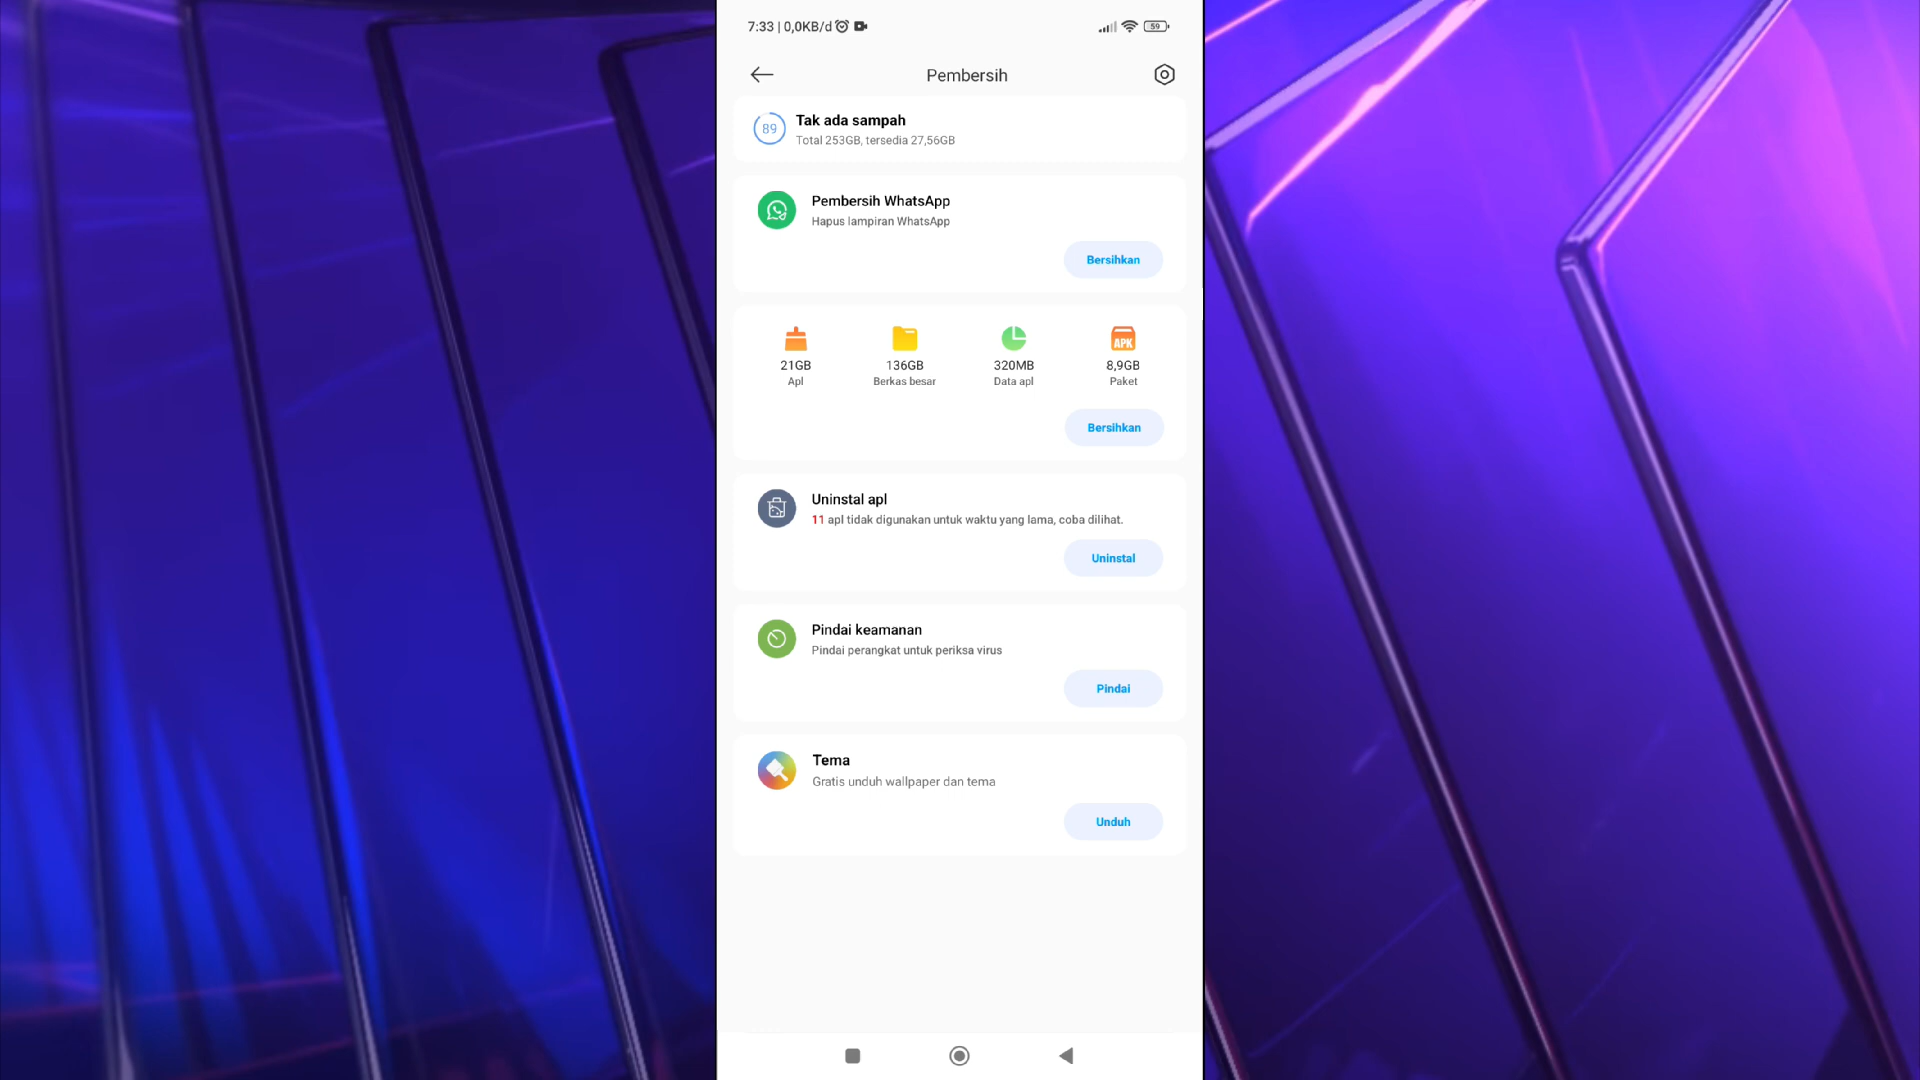 7:33 | 0,0KB/d
59
Pembersih
89
Tak ada sampah
Total 253GB, tersedia 27,56GB
Pembersih WhatsApp
Hapus lampiran WhatsApp
Bersihkan
APK
21GB 136GB 320MB 8,9GB
Apl Berkas besar Data apl Paket
Bersihkan
Uninstal apl
11 apl tidak digunakan untuk waktu yang lama, coba dilihat.
Uninstal
Pindai keamanan
Pindai perangkat untuk periksa virus
Pindai
Tema
Gratis unduh wallpaper dan tema
Unduh